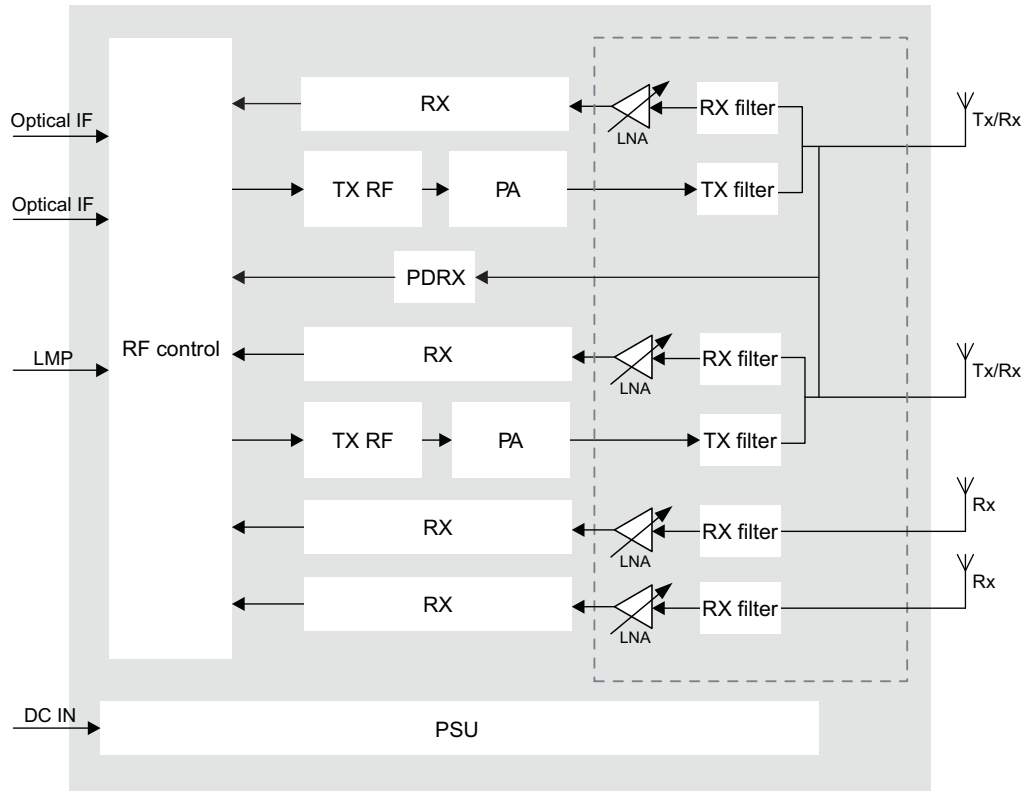 Optical IF
RX
LNA
RX filter
Tx/Rx
TX RF
PA
TX filter
Optical IF
PDRX
LMP
RF control
RX
LNA
RX filter
Tx/Rx
TX RF
PA
TX filter
RX
LNA
RX filter
Rx
RX
LNA
RX filter
Rx
DC IN
PSU